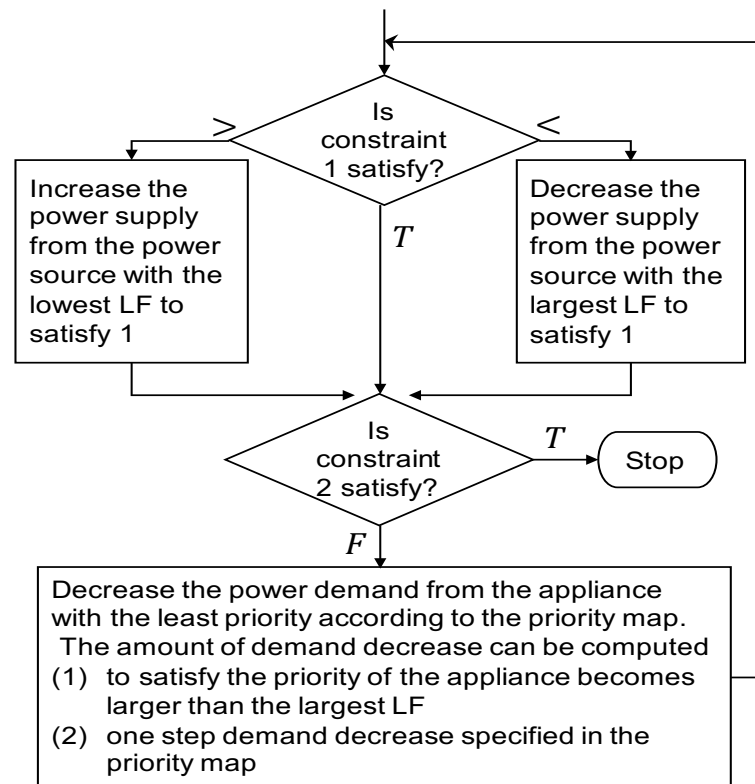 Is
constraint
1 satisfy?
>
<
Increase the
power supply
from the power
source with the
lowest LF to
satisfy 1
T
Decrease the
power supply
from the power
source with the
largest LF to
satisfy 1
Is
constraint
2 satisfy?
T
Stop
F
Decrease the power demand from the appliance
with the least priority according to the priority map.
The amount of demand decrease can be computed
(1) to satisfy the priority of the appliance becomes
larger than the largest LF
(2) one step demand decrease specified in the
priority map